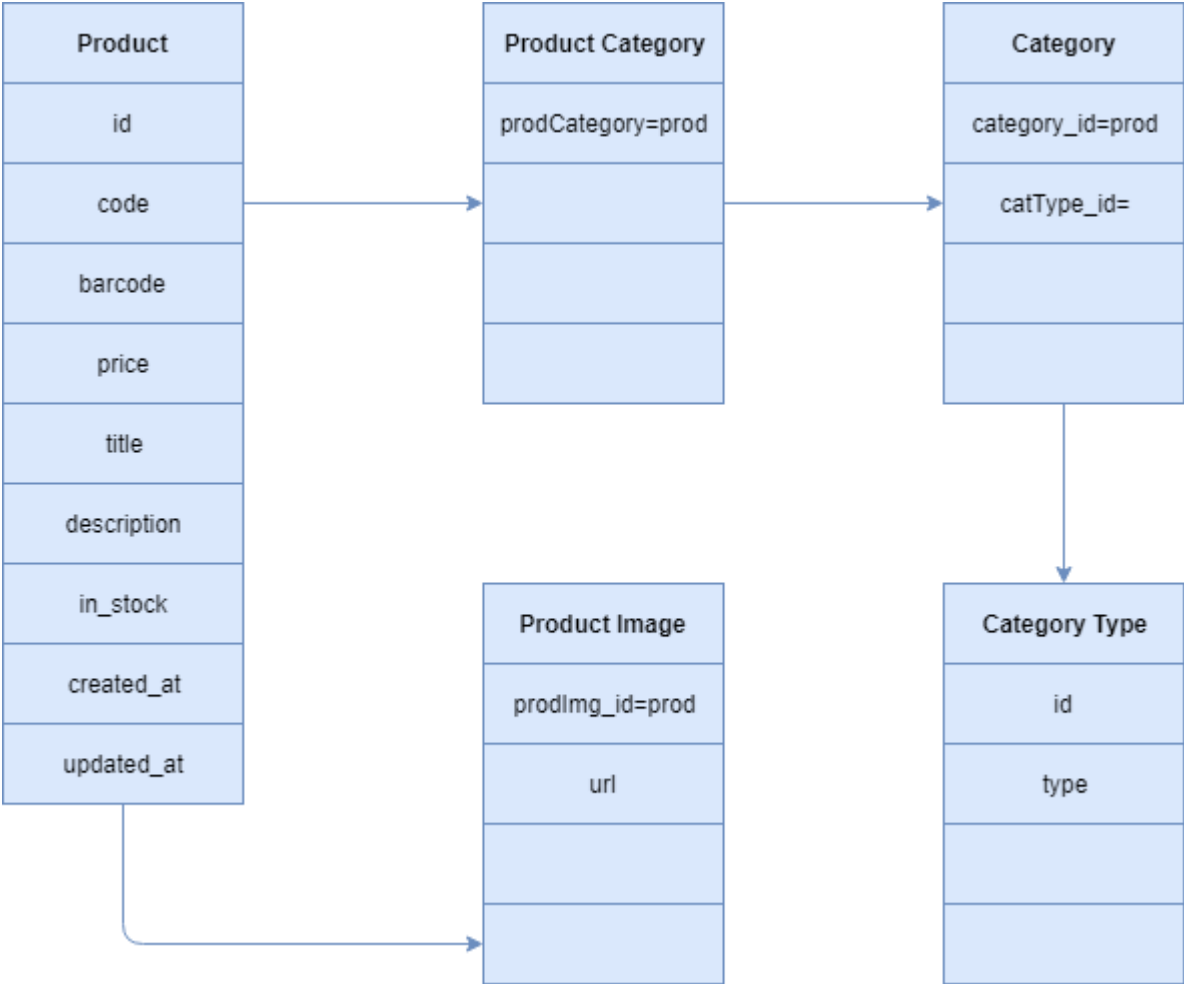 Product
id
code
barcode
price
title
description
in_stock
created_at
updated_at
Product Category
prodCategory=prod
Category
category_id=prod
catType_id=
Product Image
prodImg_id=prod
url
Category Type
id
type